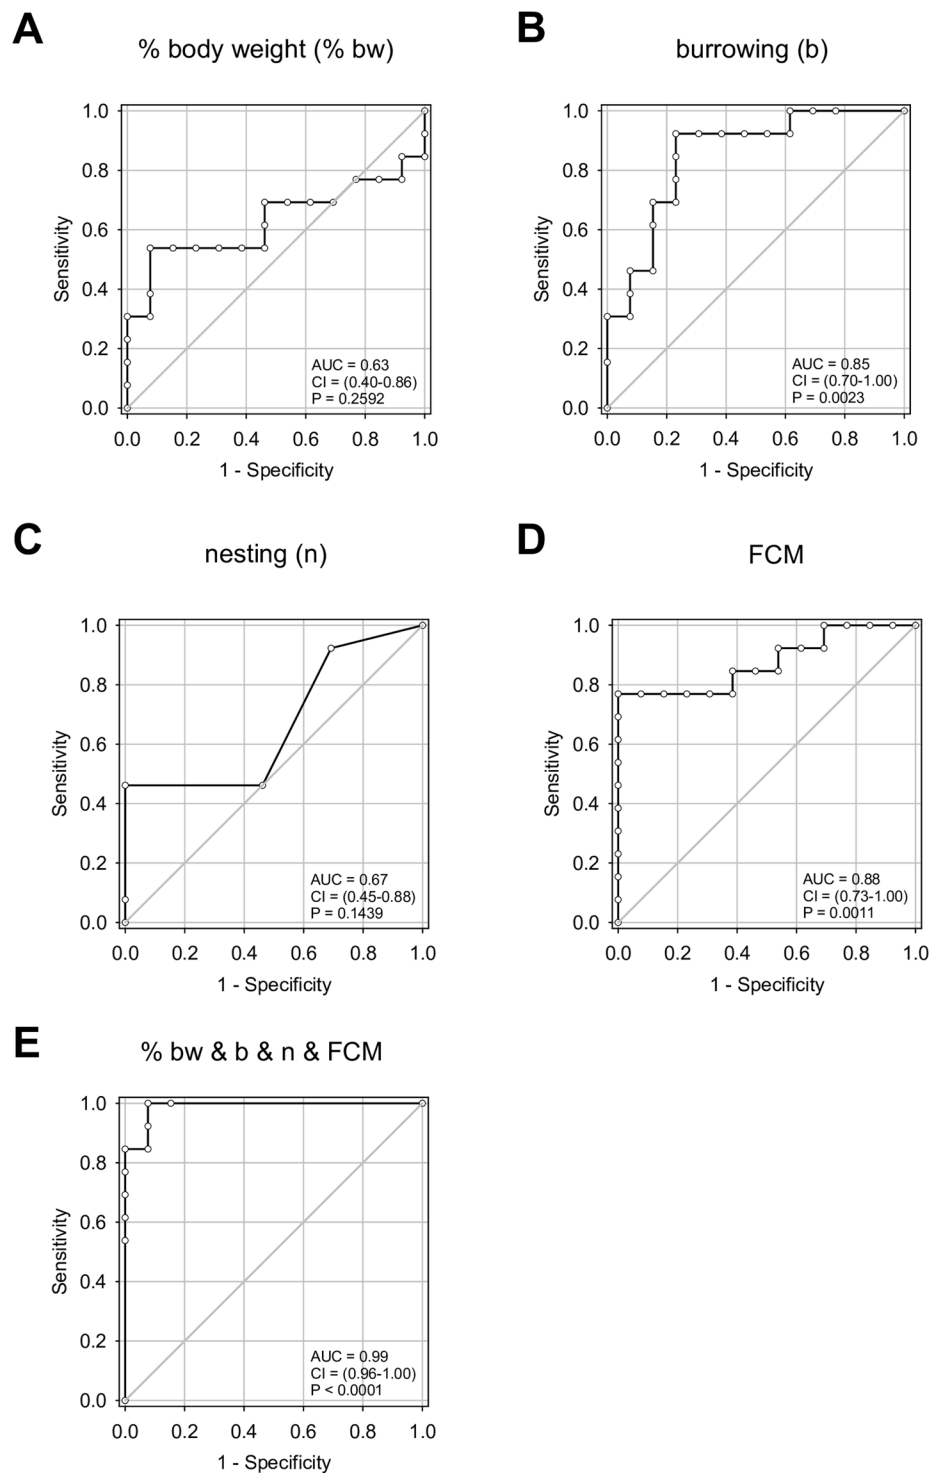 A
% body weight (% bw)
1.0
0.8
0.6
0.4
0.2
0.0
Sensitivity
AUC = 0.63
CI = (0.40-0.86)
P = 0.2592
0.0 0.2 0.4 0.6 0.8 1.0
1 - Specificity
B
burrowing (b)
1.0
0.8
0.6
0.4
0.2
0.0
Sensitivity
AUC = 0.85
CI = (0.70-1.00)
P = 0.0023
0.0 0.2 0.4 0.6 0.8 1.0
1 - Specificity
C
nesting (n)
1.0
0.8
0.6
0.4
0.2
0.0
Sensitivity
AUC = 0.67
CI = (0.45-0.88)
P = 0.1439
0.0 0.2 0.4 0.6 0.8 1.0
1 - Specificity
D
FCM
1.0
0.8
0.6
0.4
0.2
0.0
Sensitivity
AUC = 0.88
CI = (0.73-1.00)
P = 0.0011
0.0 0.2 0.4 0.6 0.8 1.0
1 - Specificity
E
% bw & b & n & FCM
1.0
0.8
0.6
0.4
0.2
0.0
Sensitivity
AUC = 0.99
CI = (0.96-1.00)
P < 0.0001
0.0 0.2 0.4 0.6 0.8 1.0
1 - Specificity